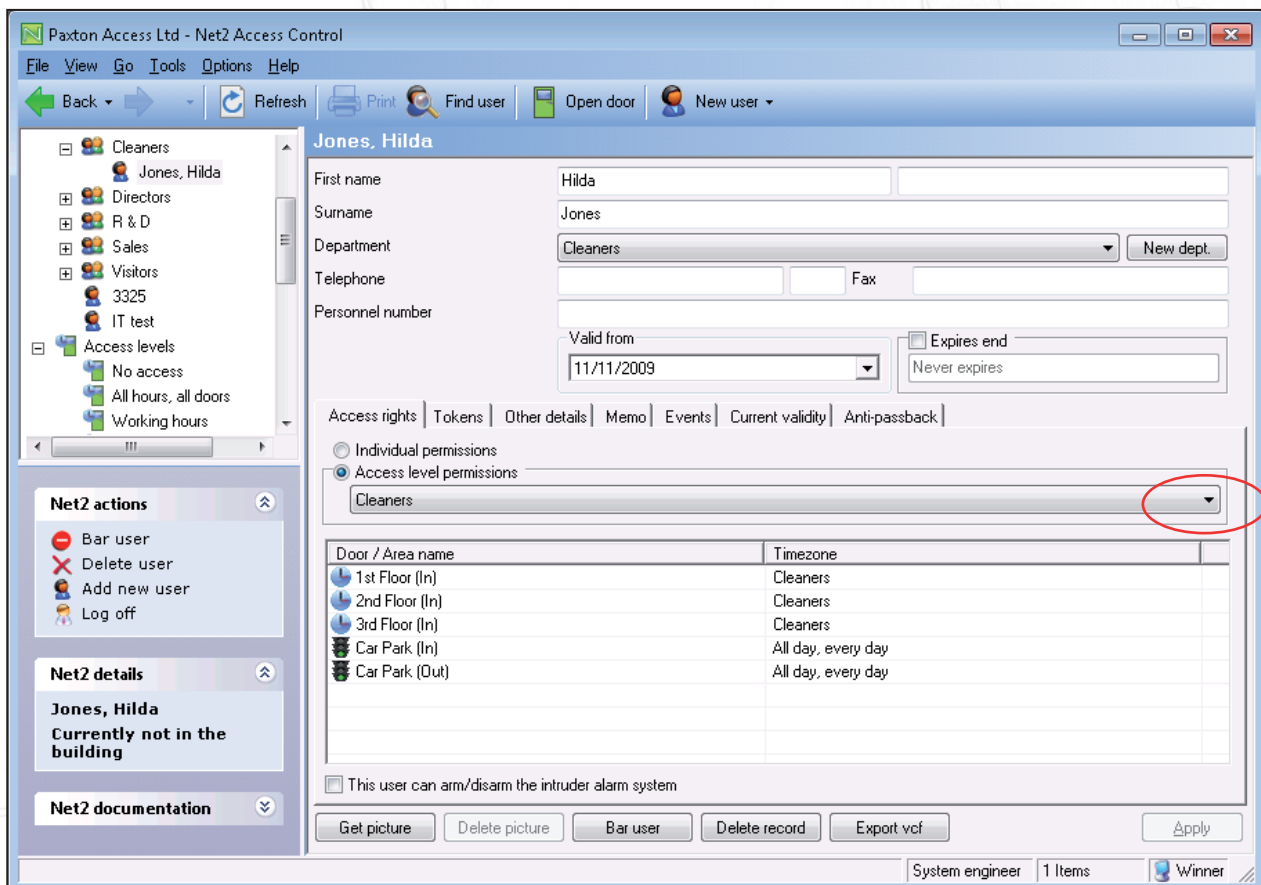 Paxton Access Ltd - Net2 Access Control
File View Go Tools Options Help
Back Refresh Print Find user Open door New user
Cleaners
Jones, Hilda
Directors
R & D
Sales
Visitors
3325
IT test
Access levels
No access
All hours, all doors
Working hours
Net2 actions
Bar user
Delete user
Add new user
Log off
Net2 details
Jones, Hilda
Currently not in the
building
Net2 documentation
Jones, Hilda
First name Hilda
Surname Jones
Department Cleaners New dept.
Telephone Fax
Personnel number
Valid from Expires end
11/11/2009 Never expires
Access rights Tokens Other details Memo Events Current validity Anti-passback
Individual permissions
Access level permissions
Cleaners
Door / Area name Timezone
1st Floor (In) Cleaners
2nd Floor (In) Cleaners
3rd Floor (In) Cleaners
Car Park (In) All day, every day
Car Park (Out) All day, every day
This user can arm/disarm the intruder alarm system
Get picture Delete picture Bar user Delete record Export vcf Apply
System engineer 1 Items Winner